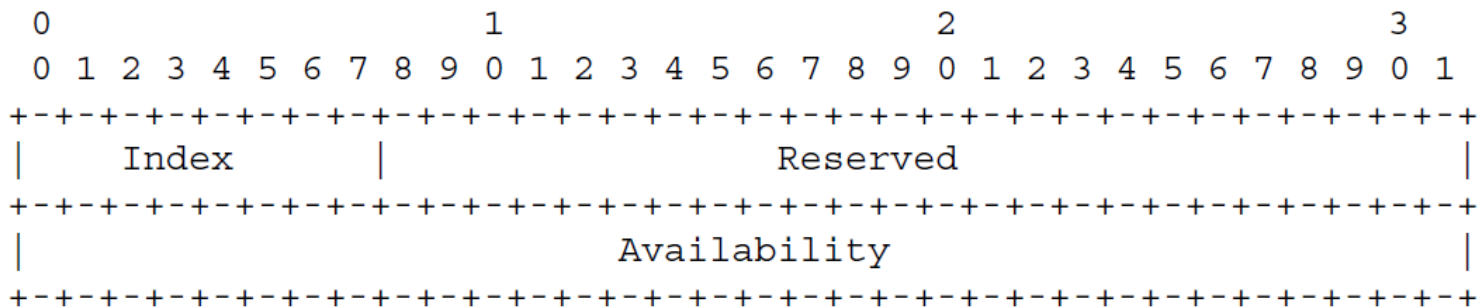 0                   1                   2                   3
0 1 2 3 4 5 6 7 8 9 0 1 2 3 4 5 6 7 8 9 0 1 2 3 4 5 6 7 8 9 0 1
+-+-+-+-+-+-+-+-+-+-+-+-+-+-+-+-+-+-+-+-+-+-+-+-+-+-+-+-+-+-+-+-+
|    Index      |                 Reserved                      |
+-+-+-+-+-+-+-+-+-+-+-+-+-+-+-+-+-+-+-+-+-+-+-+-+-+-+-+-+-+-+-+-+
|                          Availability                         |
+-+-+-+-+-+-+-+-+-+-+-+-+-+-+-+-+-+-+-+-+-+-+-+-+-+-+-+-+-+-+-+-+